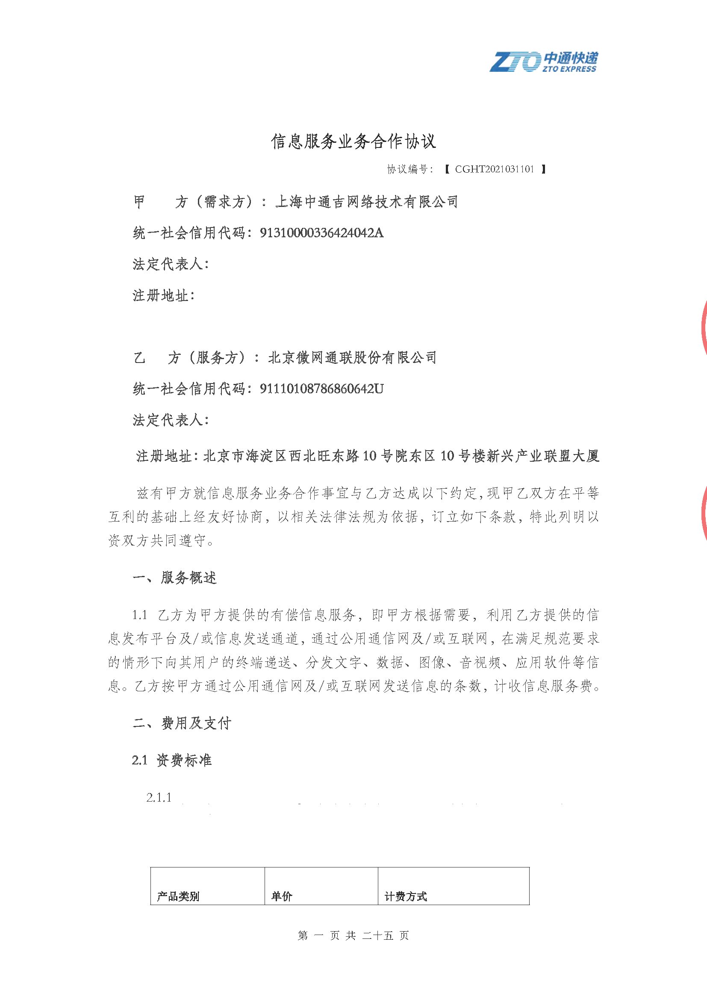 ZTO 中通快递
ZTO EXPRESS
信息服务业务合作协议
协议编号：【 CGHT2021031101 】
甲 方（需求方）：上海中通吉网络技术有限公司
统一社会信用代码：91310000336424042A
法定代表人：
注册地址：
乙 方（服务方）：北京微网通联股份有限公司
统一社会信用代码：91110108786860642U
法定代表人：
注册地址：北京市海淀区西北旺东路10号院东区10号楼新兴产业联盟大厦
兹有甲方就信息服务业务合作事宜与乙方达成以下约定，现甲乙双方在平等
互利的基础上经友好协商，以相关法律法规为依据，订立如下条款，特此列明以
资双方共同遵守。
一、服务概述
1.1 乙方为甲方提供的有偿信息服务，即甲方根据需要，利用乙方提供的信
息发布平台及/或信息发送通道，通过公用通信网及/或互联网，在满足规范要求
的情形下向其用户的终端递送、分发文字、数据、图像、音视频、应用软件等信
息。乙方按甲方通过公用通信网及/或互联网发送信息的条数，计收信息服务费。
二、费用及支付
2.1 资费标准
2.1.1
产品类别 单价 计费方式
第 一 页 共 二十五 页